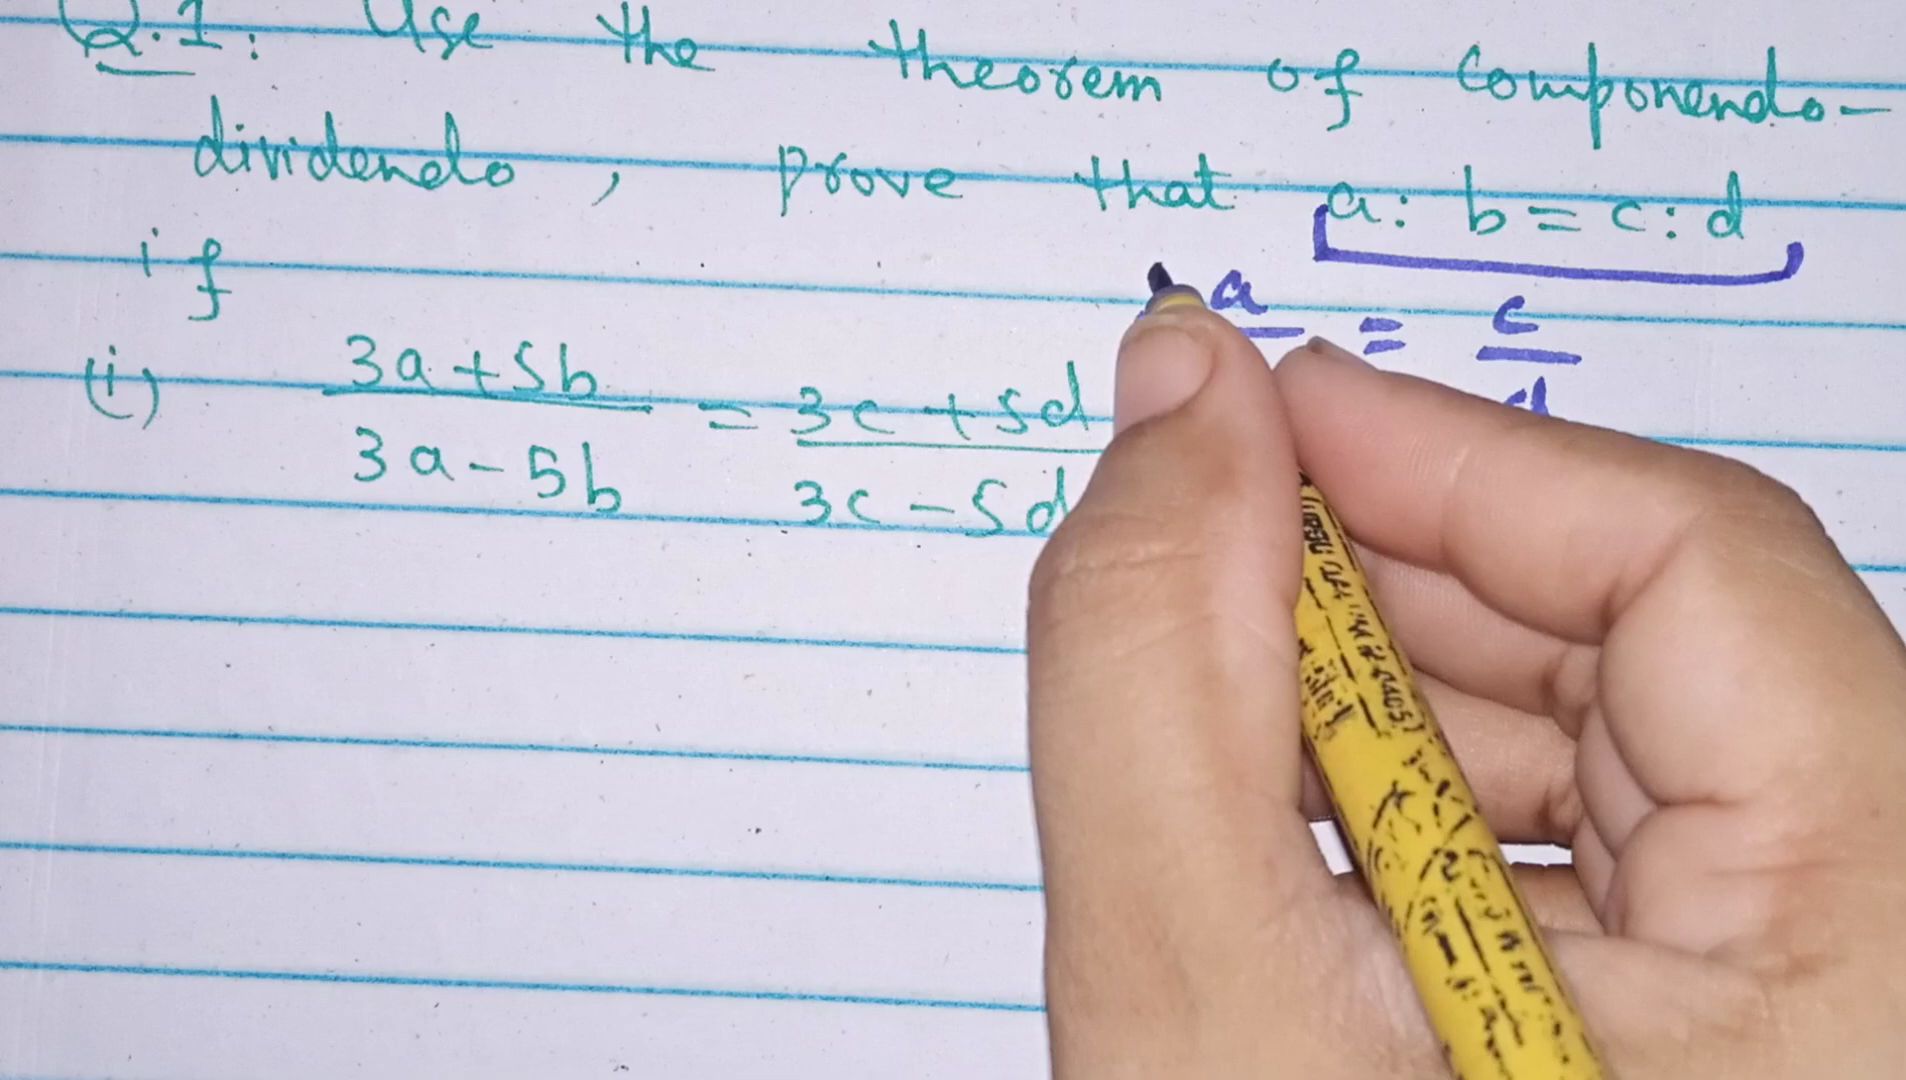 Q.1: Use the theorem of componendo-
dividendo, prove that a: b = c: d
if
a = c
d
(i) 3a+5b = 3c+5d
3a-5b 3c-5d